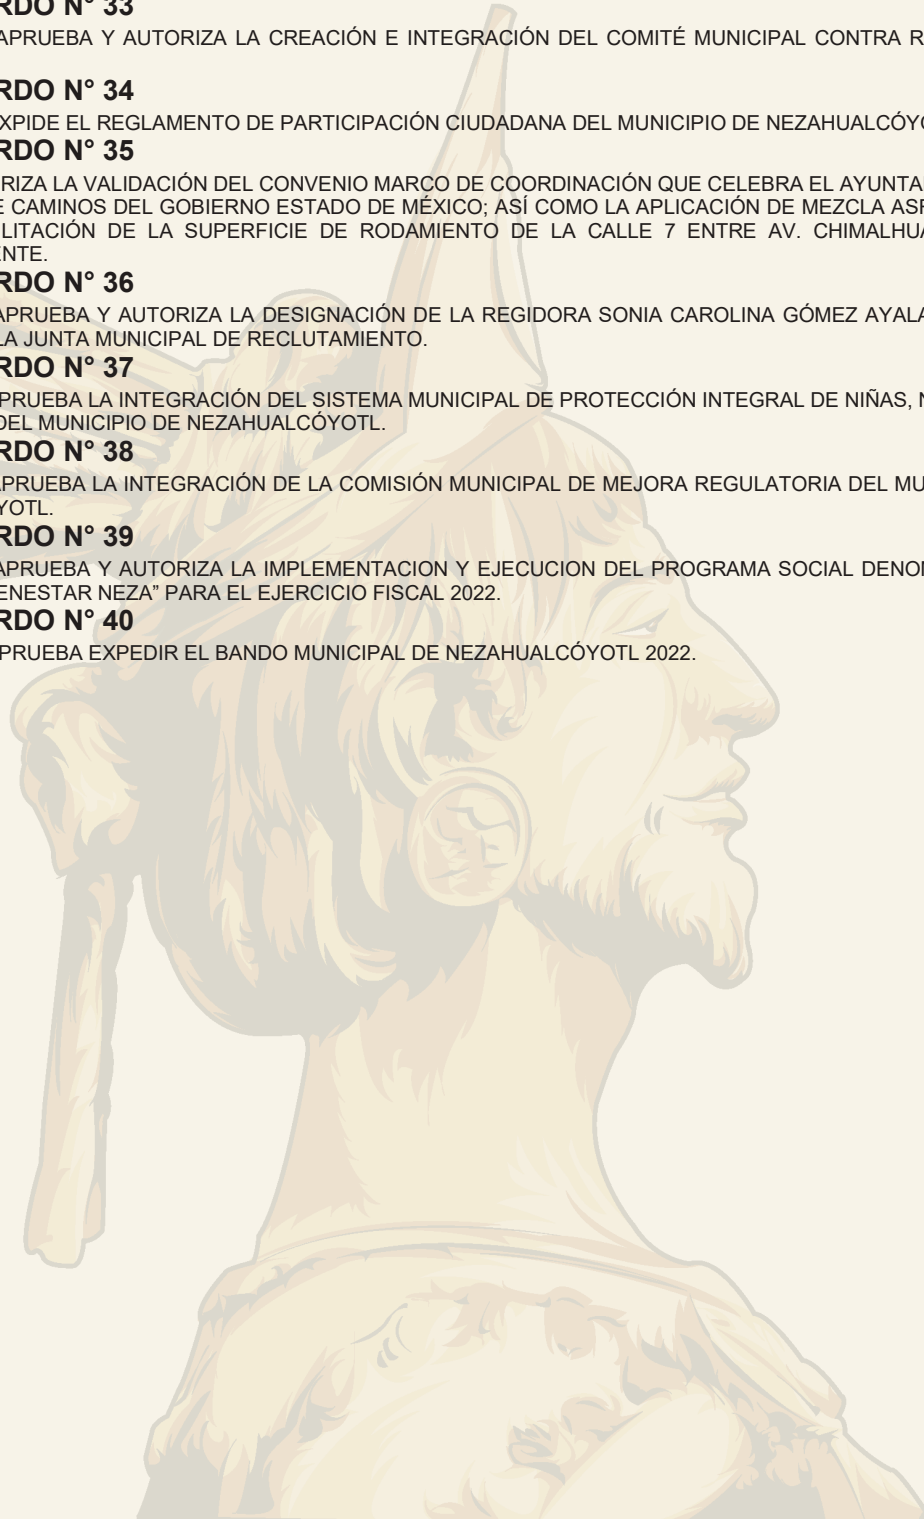 RDO N° 33
APRUEBA Y AUTORIZA LA CREACIÓN E INTEGRACIÓN DEL COMITÉ MUNICIPAL CONTRA R
RDO N° 34
XPIDE EL REGLAMENTO DE PARTICIPACIÓN CIUDADANA DEL MUNICIPIO DE NEZAHUALCÓYO
RDO N° 35
RIZA LA VALIDACIÓN DEL CONVENIO MARCO DE COORDINACIÓN QUE CELEBRA EL AYUNTA
E CAMINOS DEL GOBIERNO ESTADO DE MÉXICO; ASÍ COMO LA APLICACIÓN DE MEZCLA ASF
LITACIÓN DE LA SUPERFICIE DE RODAMIENTO DE LA CALLE 7 ENTRE AV. CHIMALHUA
ENTE.
RDO N° 36
APRUEBA Y AUTORIZA LA DESIGNACIÓN DE LA REGIDORA SONIA CAROLINA GÓMEZ AYALA
LA JUNTA MUNICIPAL DE RECLUTAMIENTO.
RDO N° 37
PRUEBA LA INTEGRACIÓN DEL SISTEMA MUNICIPAL DE PROTECCIÓN INTEGRAL DE NIÑAS, N
DEL MUNICIPIO DE NEZAHUALCÓYOTL.
RDO N° 38
APRUEBA LA INTEGRACIÓN DE LA COMISIÓN MUNICIPAL DE MEJORA REGULATORIA DEL MU
YOTL.
RDO N° 39
APRUEBA Y AUTORIZA LA IMPLEMENTACION Y EJECUCION DEL PROGRAMA SOCIAL DENOM
ENESTAR NEZA” PARA EL EJERCICIO FISCAL 2022.
RDO N° 40
PRUEBA EXPEDIR EL BANDO MUNICIPAL DE NEZAHUALCÓYOTL 2022.